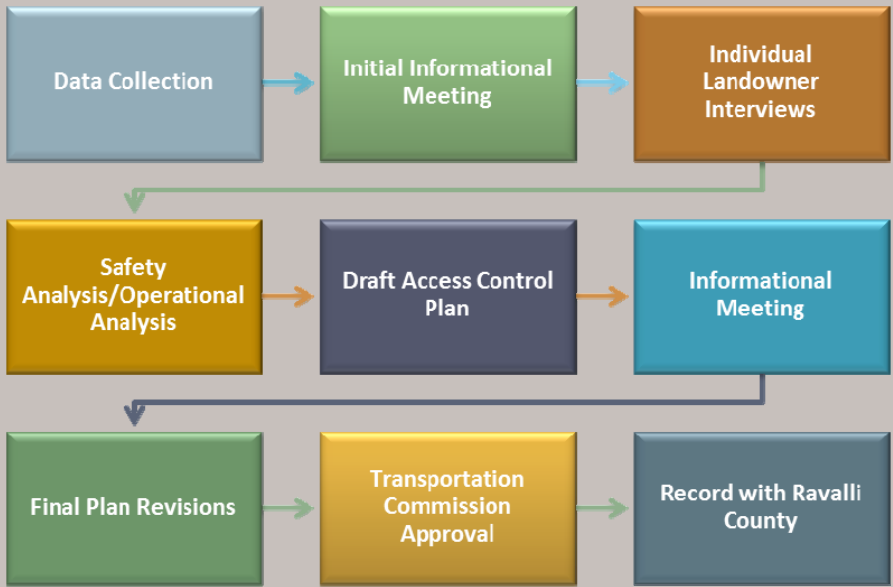 Data Collection
Initial Informational
Meeting
Individual
Landowner
Interviews
Safety
Analysis/Operational
Analysis
Draft Access Control
Plan
Informational
Meeting
Final Plan Revisions
Transportation
Commission
Approval
Record with Ravalli
County